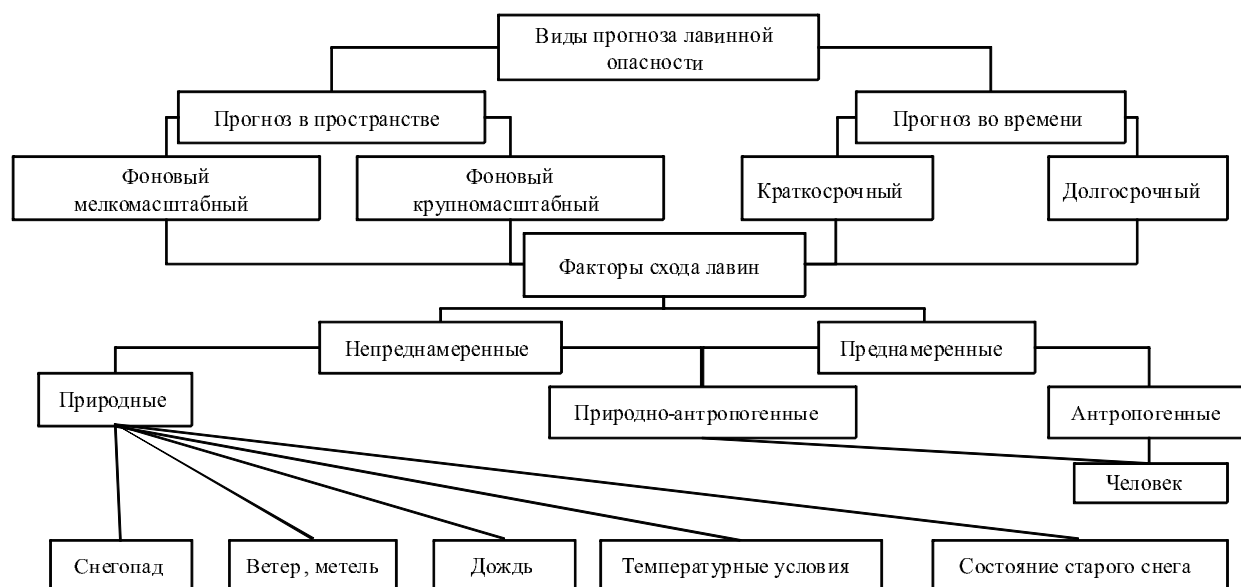 Виды прогноза лавинной
опасности
Прогноз в пространстве
Прогноз во времени
Фоновый
мелкомасштабный
Фоновый
крупномасштабный
Краткосрочный
Долгосрочный
Факторы схода лавин
Непреднамеренные
Преднамеренные
Природные
Природно-антропогенные
Антропогенные
Человек
Снегопад
Ветер, метель
Дождь
Температурные условия
Состояние старого снега